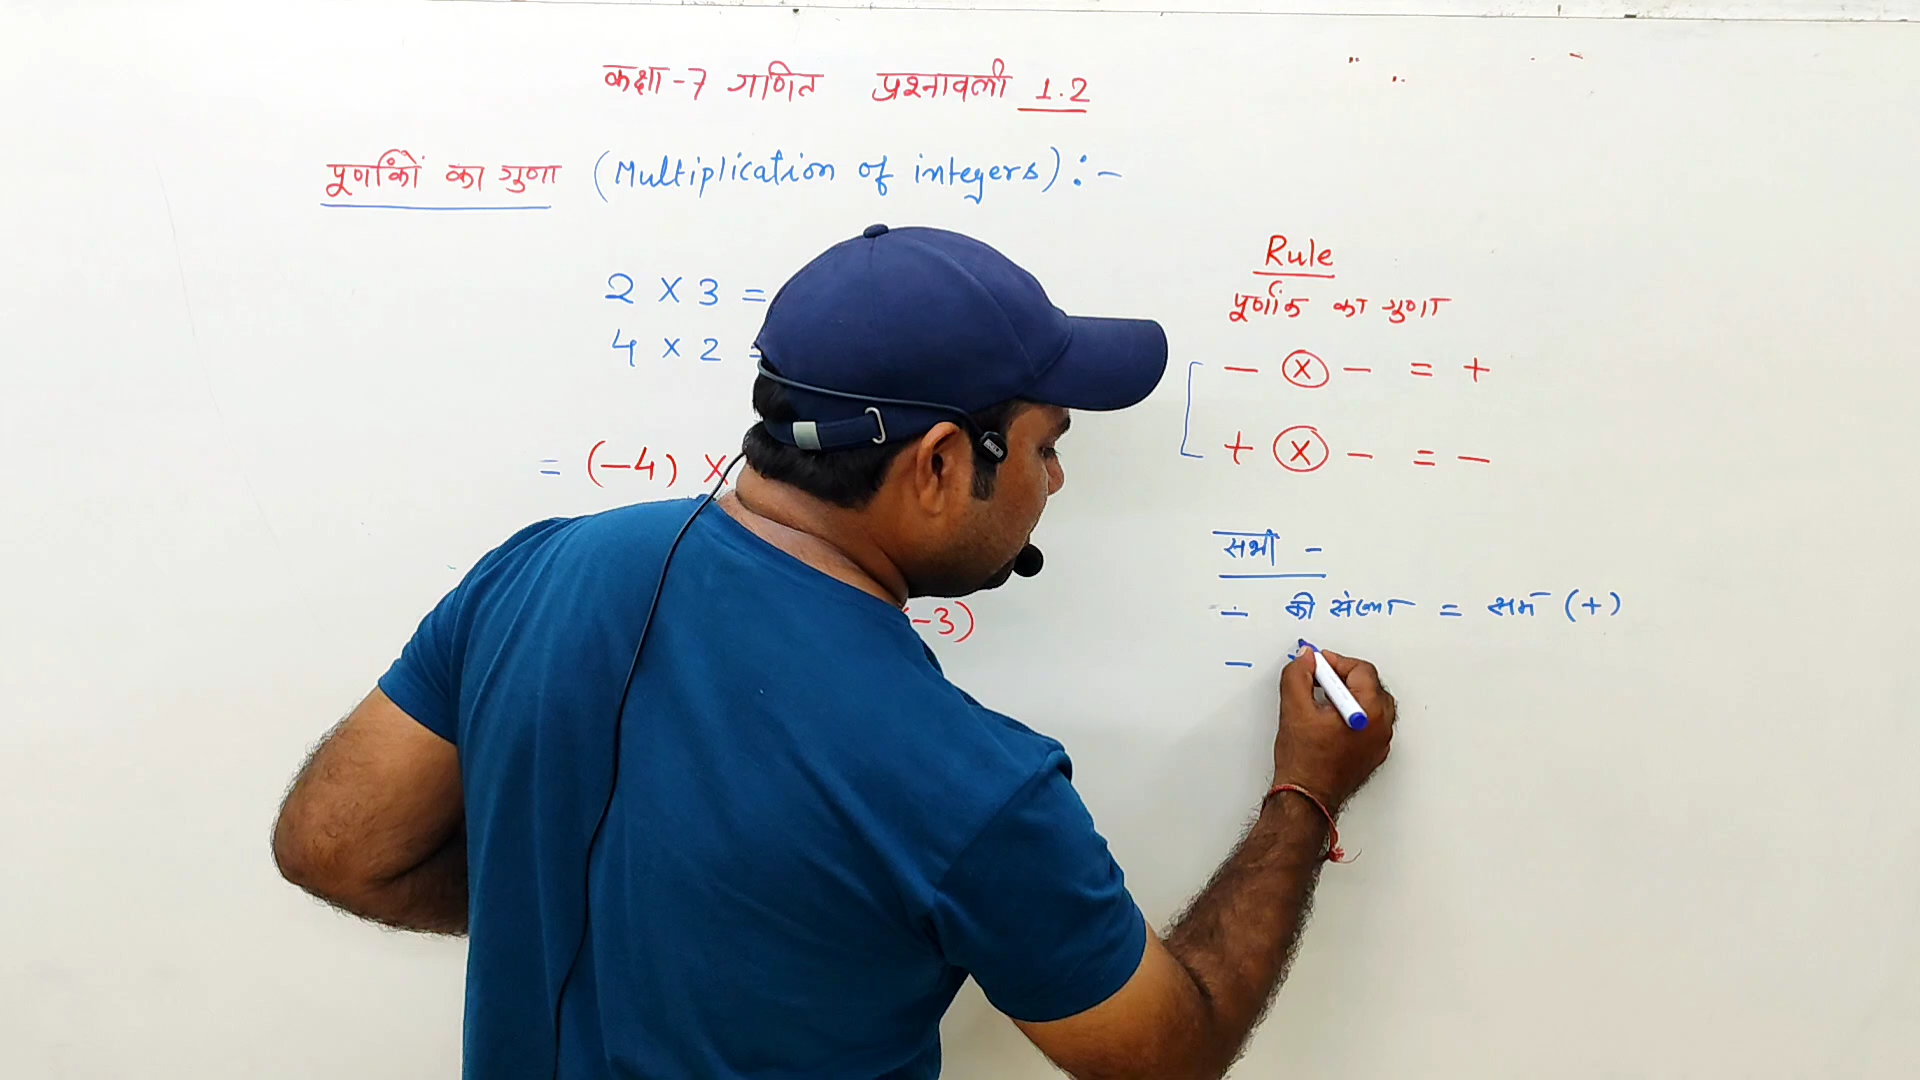 कक्षा-7 गणित प्रश्नावली 1.2
पूर्णांकों का गुणा (Multiplication of integers) :-
2 × 3 =
4 × 2 =
= (-4) ×
-3)
Rule
पूर्णांक का गुणा
- × - = +
+ × - = -
सभी -
- की संख्या = सम (+)
-